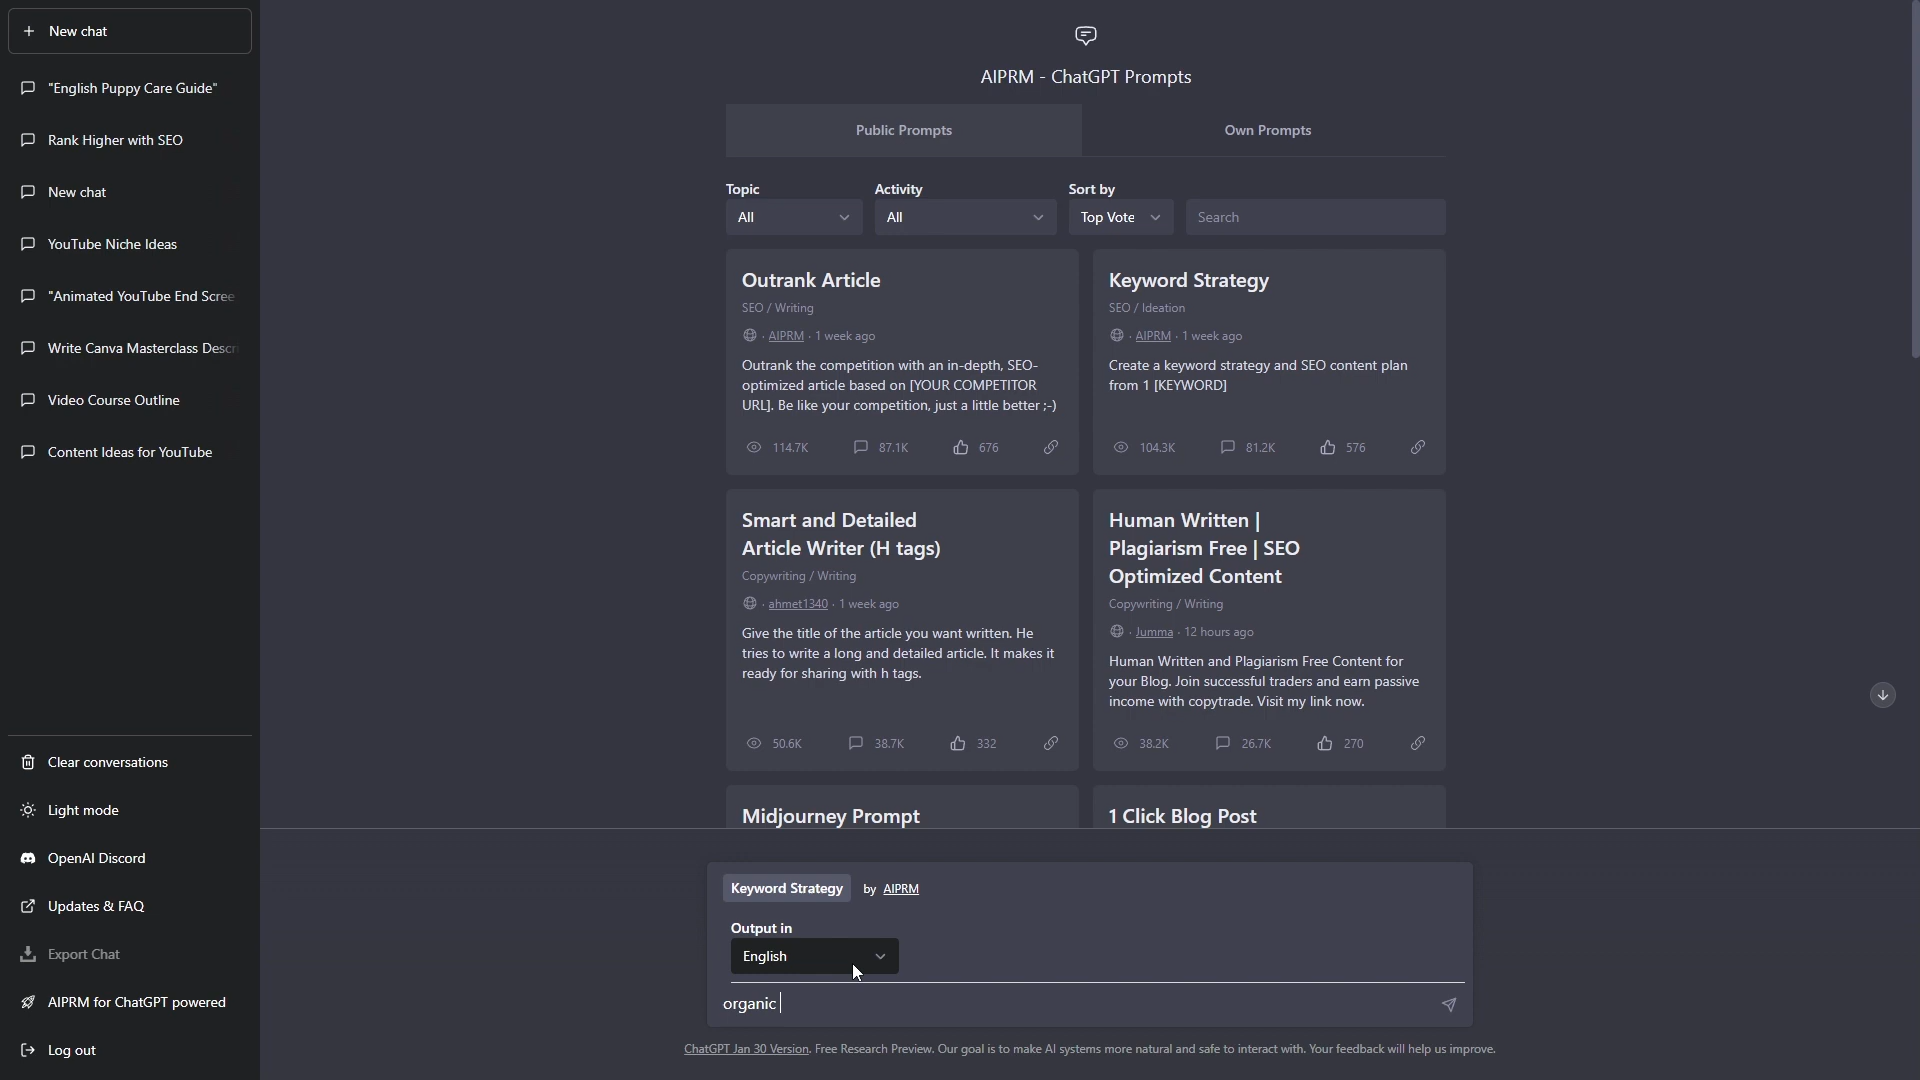 New chat
"English Puppy Care Guide"
Rank Higher with SEO
New chat
YouTube Niche Ideas
"Animated YouTube End Scree
Write Canva Masterclass Descr
Video Course Outline
Content Ideas for YouTube
Clear conversations
Light mode
OpenAI Discord
Updates & FAQ
Export Chat
AIPRM for ChatGPT powered
Log out
AIPRM - ChatGPT Prompts
Public Prompts
Own Prompts
Topic
Activity
Sort by
All
All
Top Vote
Search
Outrank Article
SEO / Writing
· AIPRM · 1 week ago
Outrank the competition with an in-depth, SEO-
optimized article based on [YOUR COMPETITOR
URL]. Be like your competition, just a little better ;-)
114.7K 87.1K 676
Keyword Strategy
SEO / Ideation
· AIPRM · 1 week ago
Create a keyword strategy and SEO content plan
from 1 [KEYWORD]
104.3K 81.2K 576
Smart and Detailed
Article Writer (H tags)
Copywriting / Writing
· ahmet1340 · 1 week ago
Give the title of the article you want written. He
tries to write a long and detailed article. It makes it
ready for sharing with h tags.
50.6K 38.7K 332
Human Written |
Plagiarism Free | SEO
Optimized Content
Copywriting / Writing
· Jumma · 12 hours ago
Human Written and Plagiarism Free Content for
your Blog. Join successful traders and earn passive
income with copytrade. Visit my link now.
38.2K 26.7K 270
Midjourney Prompt
1 Click Blog Post
Keyword Strategy by AIPRM
Output in
English
organic
ChatGPT Jan 30 Version. Free Research Preview. Our goal is to make AI systems more natural and safe to interact with. Your feedback will help us improve.